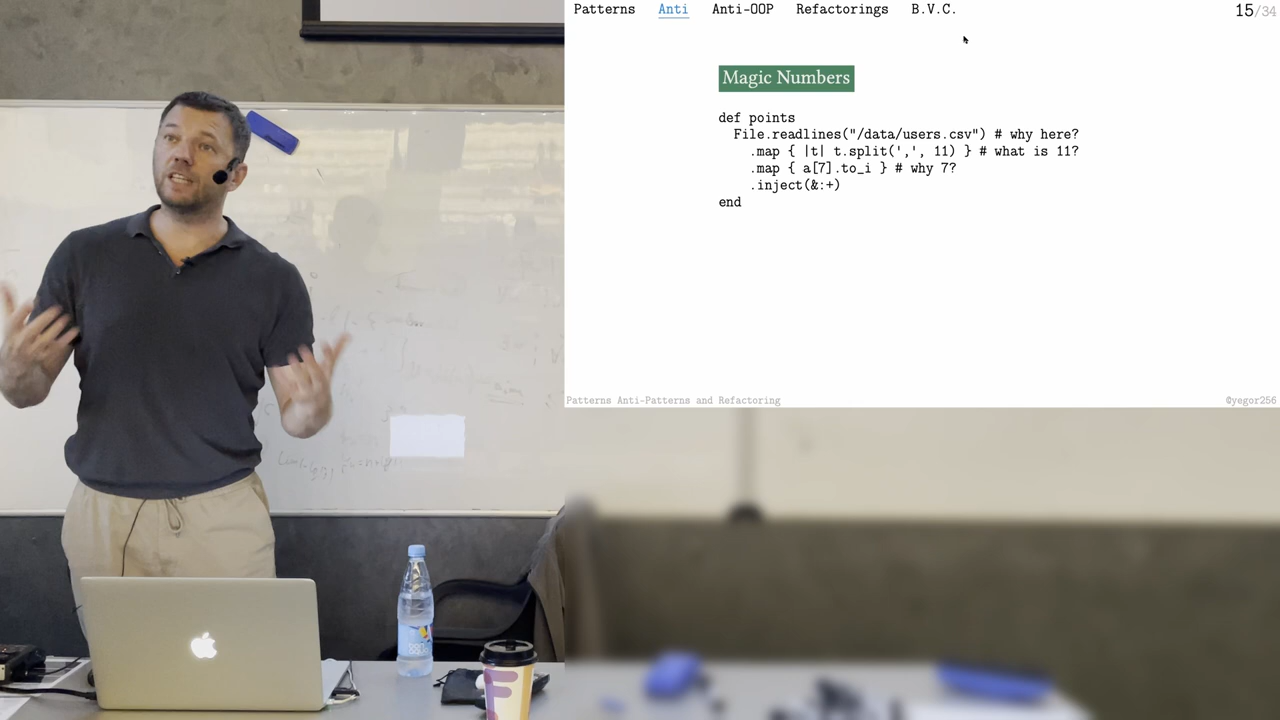 Patterns Anti Anti-OOP Refactorings B.V.C. 15/34
Magic Numbers
def points
File.readlines("/data/users.csv") # why here?
.map { |t| t.split(',', 11) } # what is 11?
.map { a[7].to_i } # why 7?
.inject(&:+)
end
Patterns Anti-Patterns and Refactoring @yegor256